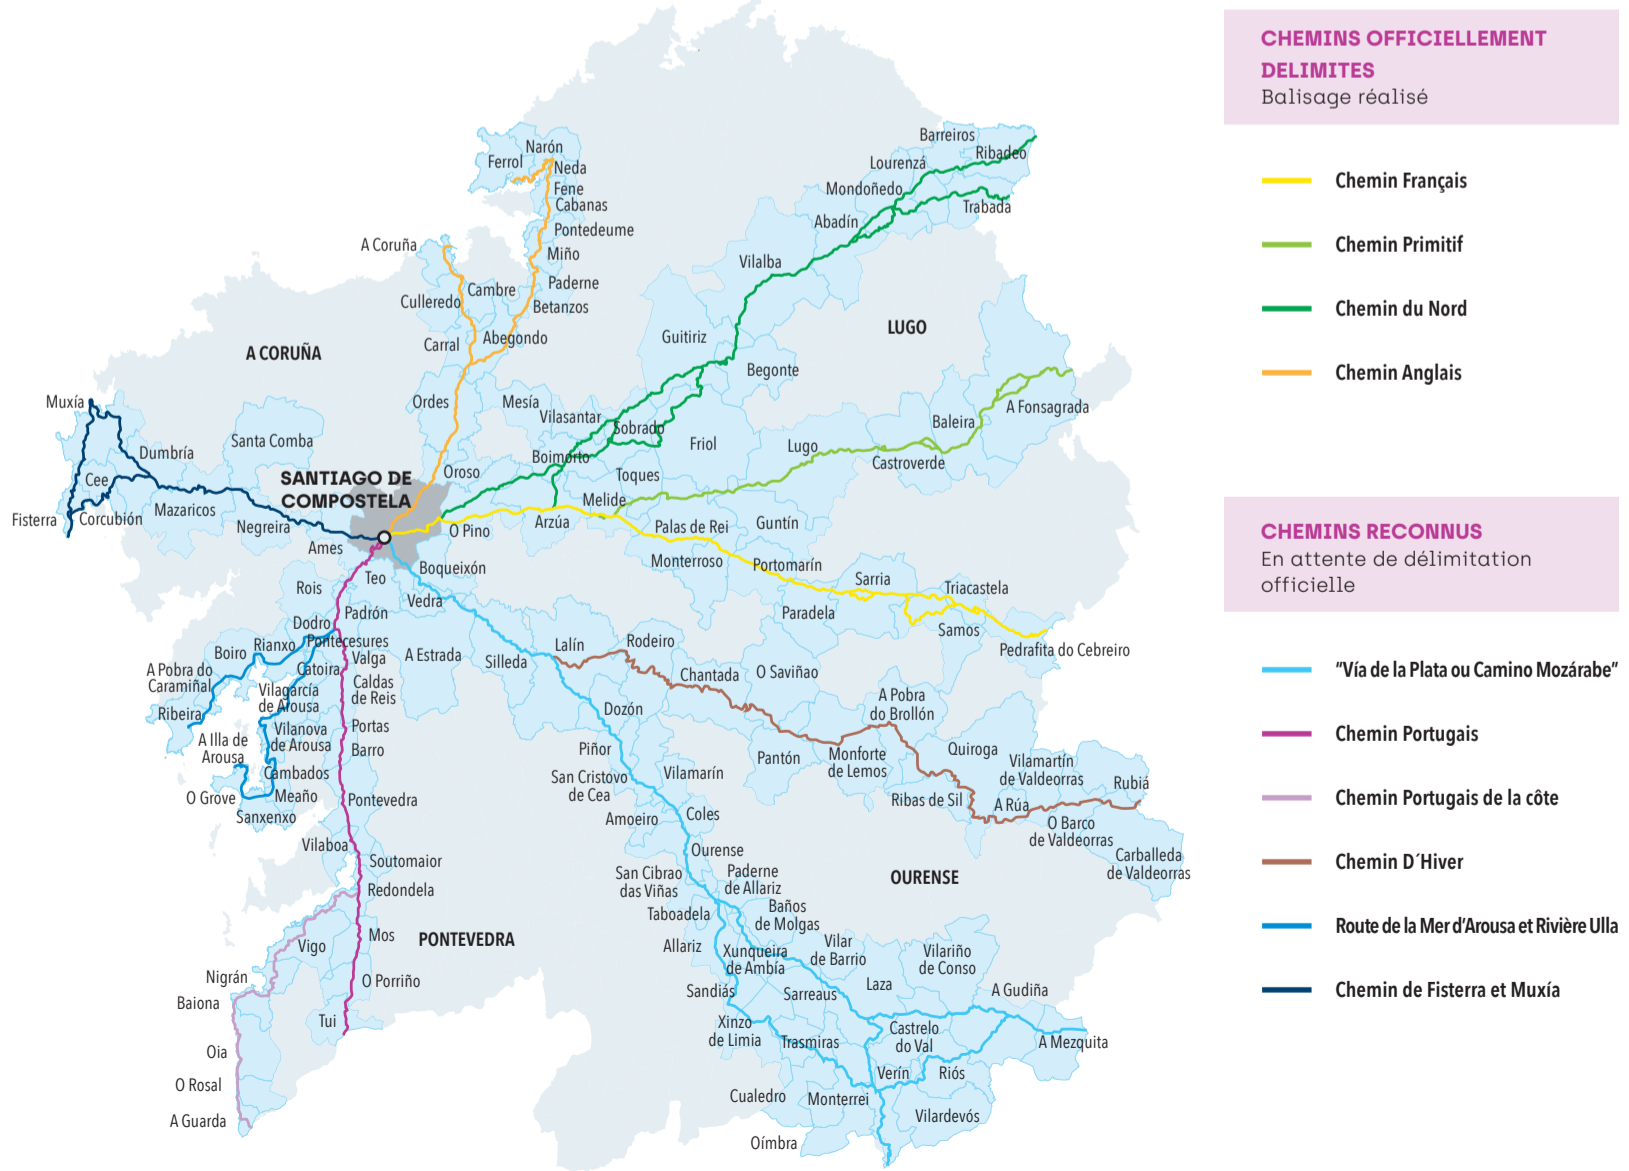 CHEMINS OFFICIELLEMENT
DELIMITES
Balisage réalisé
Chemin Français
Chemin Primitif
Chemin du Nord
Chemin Anglais
CHEMINS RECONNUS
En attente de délimitation
officielle
“Vía de la Plata ou Camino Mozárabe”
Chemin Portugais
Chemin Portugais de la côte
Chemin D´Hiver
Route de la Mer d’Arousa et Rivière Ulla
Chemin de Fisterra et Muxía
Barreiros
Ribadeo
Lourenzá
Mondoñedo
Trabada
Abadín
Vilalba
Narón
Ferrol
Neda
Fene
Cabanas
Pontedeume
Miño
Paderne
Betanzos
A Coruña
Cambre
Culleredo
Abegondo
Carral
A CORUÑA
LUGO
Guitiriz
Begonte
Ordes
Mesía
Vilasantar
Sobrado
Friol
Boimorto
Toques
Lugo
Baleira
A Fonsagrada
Castroverde
Muxía
Dumbría
Santa Comba
Cee
Fisterra
Corcubión
Mazaricos
Negreira
Ames
SANTIAGO DE
COMPOSTELA
Oroso
O Pino
Arzúa
Melide
Palas de Rei
Guntín
Monterroso
Portomarín
Sarria
Triacastela
Paradela
Samos
Pedrafita do Cebreiro
Teo
Boqueixón
Vedra
Rois
Padrón
Dodro
Pontecesures
Rianxo
Boiro
A Pobra do
Caramiñal
Ribeira
Catoira
Valga
Caldas
de Reis
A Estrada
Silleda
Lalín
Rodeiro
Chantada
O Saviñao
A Pobra
do Brollón
Vilagarcía
de Arousa
Vilanova
de Arousa
A Illa de
Arousa
Cambados
O Grove
Meaño
Sanxenxo
Portas
Barro
Pontevedra
Vilaboa
Soutomaior
Redondela
Vigo
Mos
PONTEVEDRA
Nigrán
O Porriño
Baiona
Tui
Oia
O Rosal
A Guarda
Dozón
Piñor
San Cristovo
de Cea
Vilamarín
Amoeiro
Coles
Pantón
Monforte
de Lemos
Quiroga
Vilamartín
de Valdeorras
Rubiá
Ribas de Sil
A Rúa
O Barco
de Valdeorras
Carballeda
de Valdeorras
Ourense
OURENSE
San Cibrao
das Viñas
Paderne
de Allariz
Taboadela
Baños
de Molgas
Allariz
Xunqueira
de Ambía
Vilar
de Barrio
Vilariño
de Conso
Sandiás
Sarreaus
Laza
A Gudiña
Xinzo
de Limia
Trasmiras
Castrelo
do Val
A Mezquita
Verín
Riós
Cualedro
Monterrei
Vilardevós
Oímbra